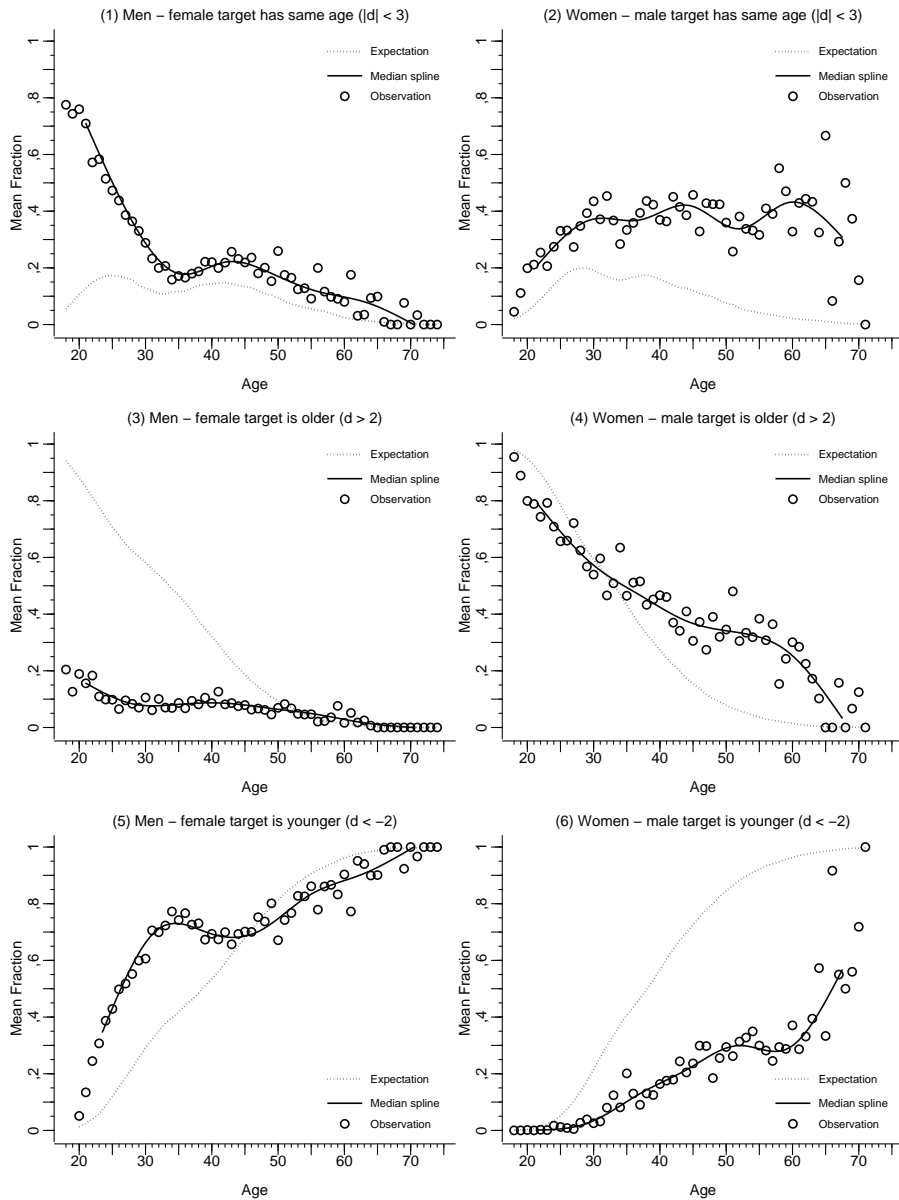 (1) Men − female target has same age (|d| < 3)
Mean Fraction
1
,8
,6
,4
,2
0
Expectation
Median spline
Observation
20 30 40 50 60 70
Age
(2) Women − male target has same age (|d| < 3)
Mean Fraction
1
,8
,6
,4
,2
0
Expectation
Median spline
Observation
20 30 40 50 60 70
Age
(3) Men − female target is older (d > 2)
Mean Fraction
1
,8
,6
,4
,2
0
Expectation
Median spline
Observation
20 30 40 50 60 70
Age
(4) Women − male target is older (d > 2)
Mean Fraction
1
,8
,6
,4
,2
0
Expectation
Median spline
Observation
20 30 40 50 60 70
Age
(5) Men − female target is younger (d < −2)
Mean Fraction
1
,8
,6
,4
,2
0
Expectation
Median spline
Observation
20 30 40 50 60 70
Age
(6) Women − male target is younger (d < −2)
Mean Fraction
1
,8
,6
,4
,2
0
Expectation
Median spline
Observation
20 30 40 50 60 70
Age